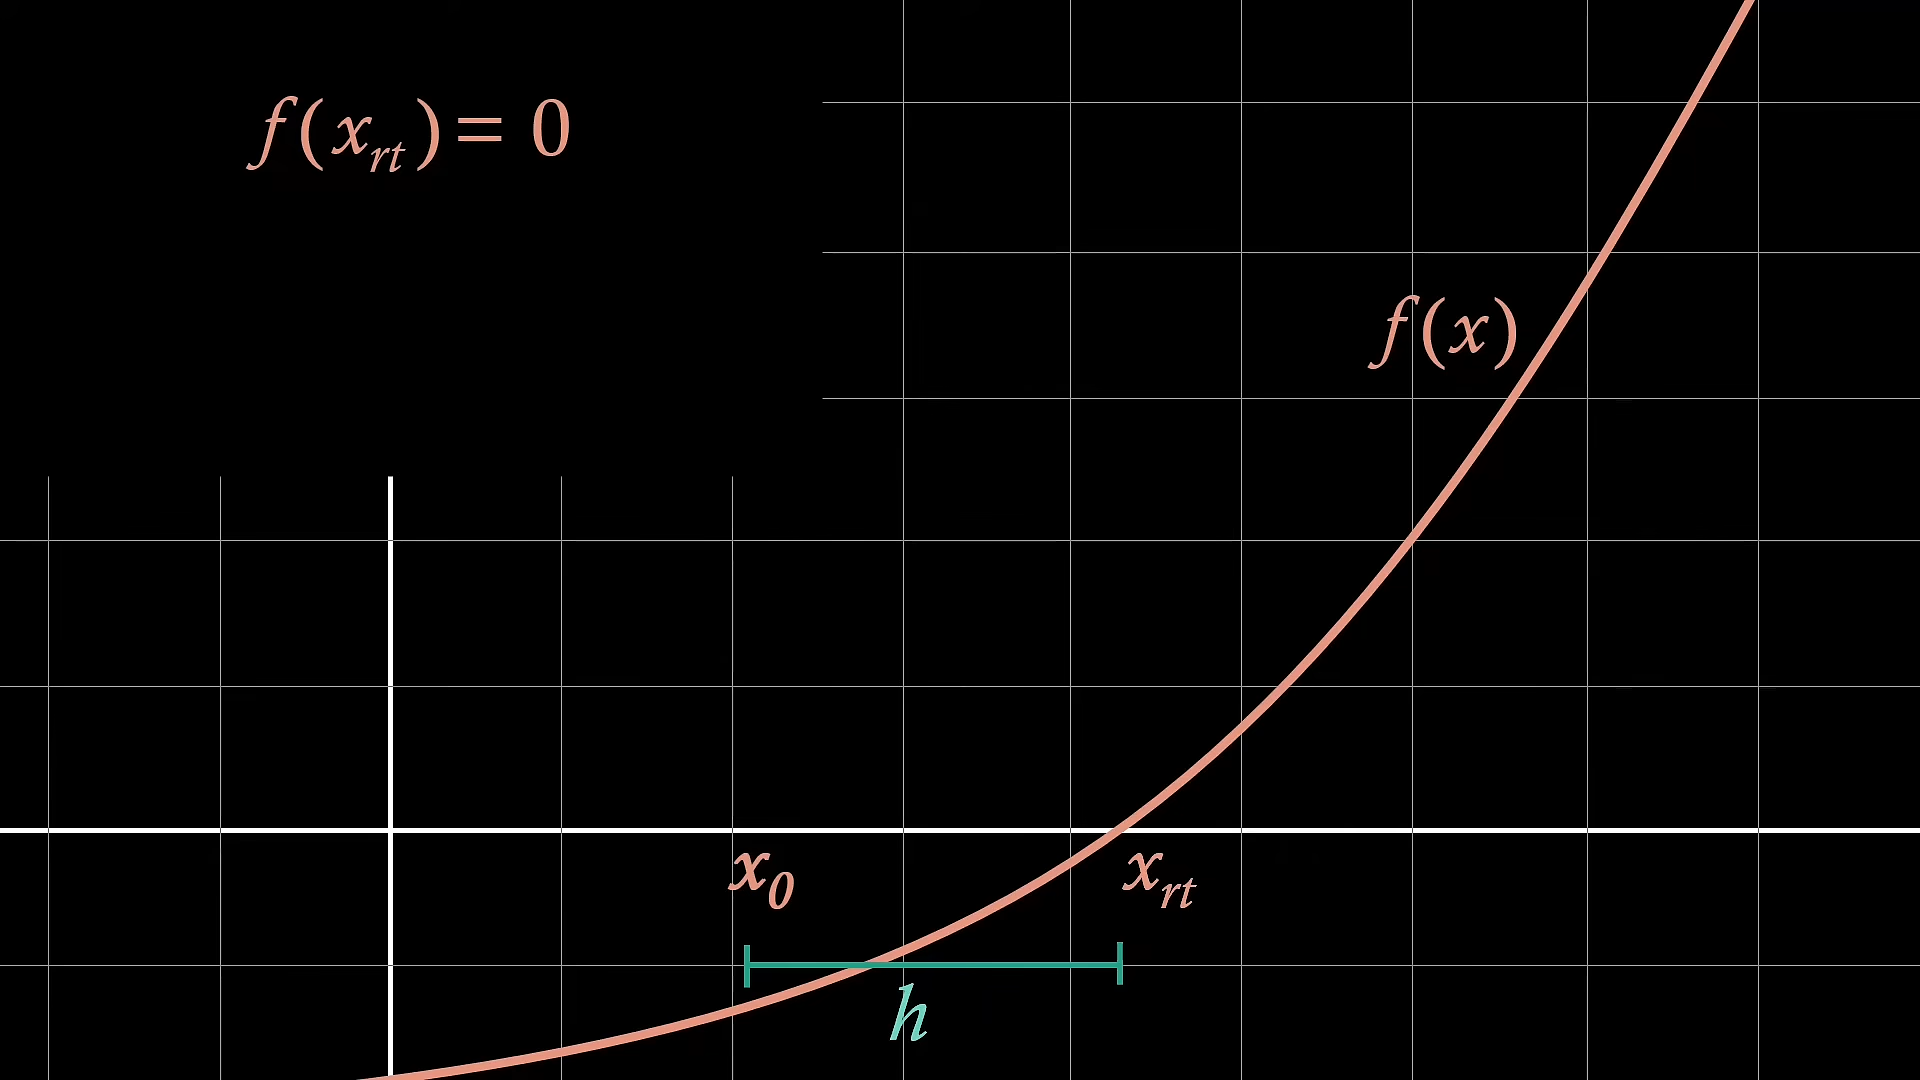 f(x_rt) = 0
f(x)
x_0 x_rt
h